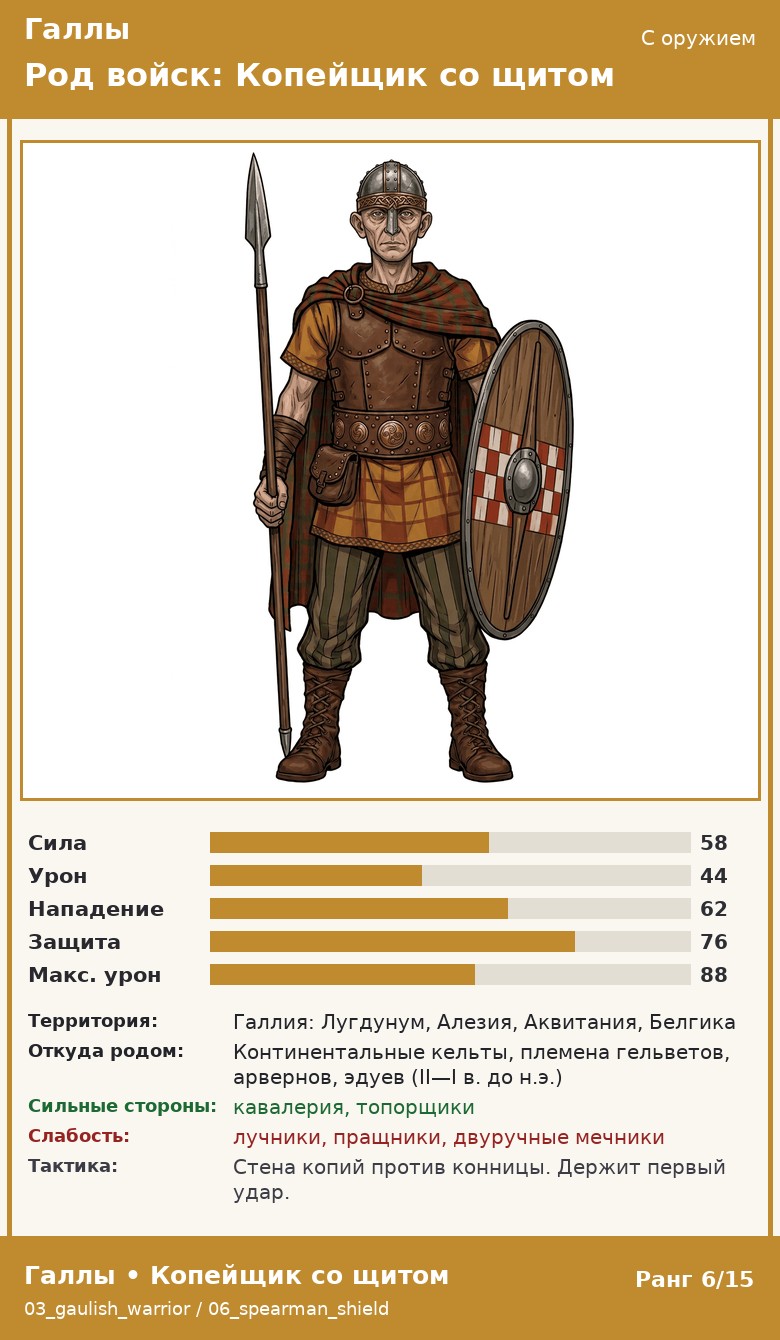 Галлы
С оружием
Род войск: Копейщик со щитом
Сила 58
Урон 44
Нападение 62
Защита 76
Макс. урон 88
Территория: Галлия: Лугдунум, Алезия, Аквитания, Белгика
Откуда родом: Континентальные кельты, племена гельветов,
арвернов, эдуев (II—I в. до н.э.)
Сильные стороны: кавалерия, топорщики
Слабость: лучники, пращники, двуручные мечники
Тактика: Стена копий против конницы. Держит первый
удар.
Галлы • Копейщик со щитом
Ранг 6/15
03_gaulish_warrior / 06_spearman_shield